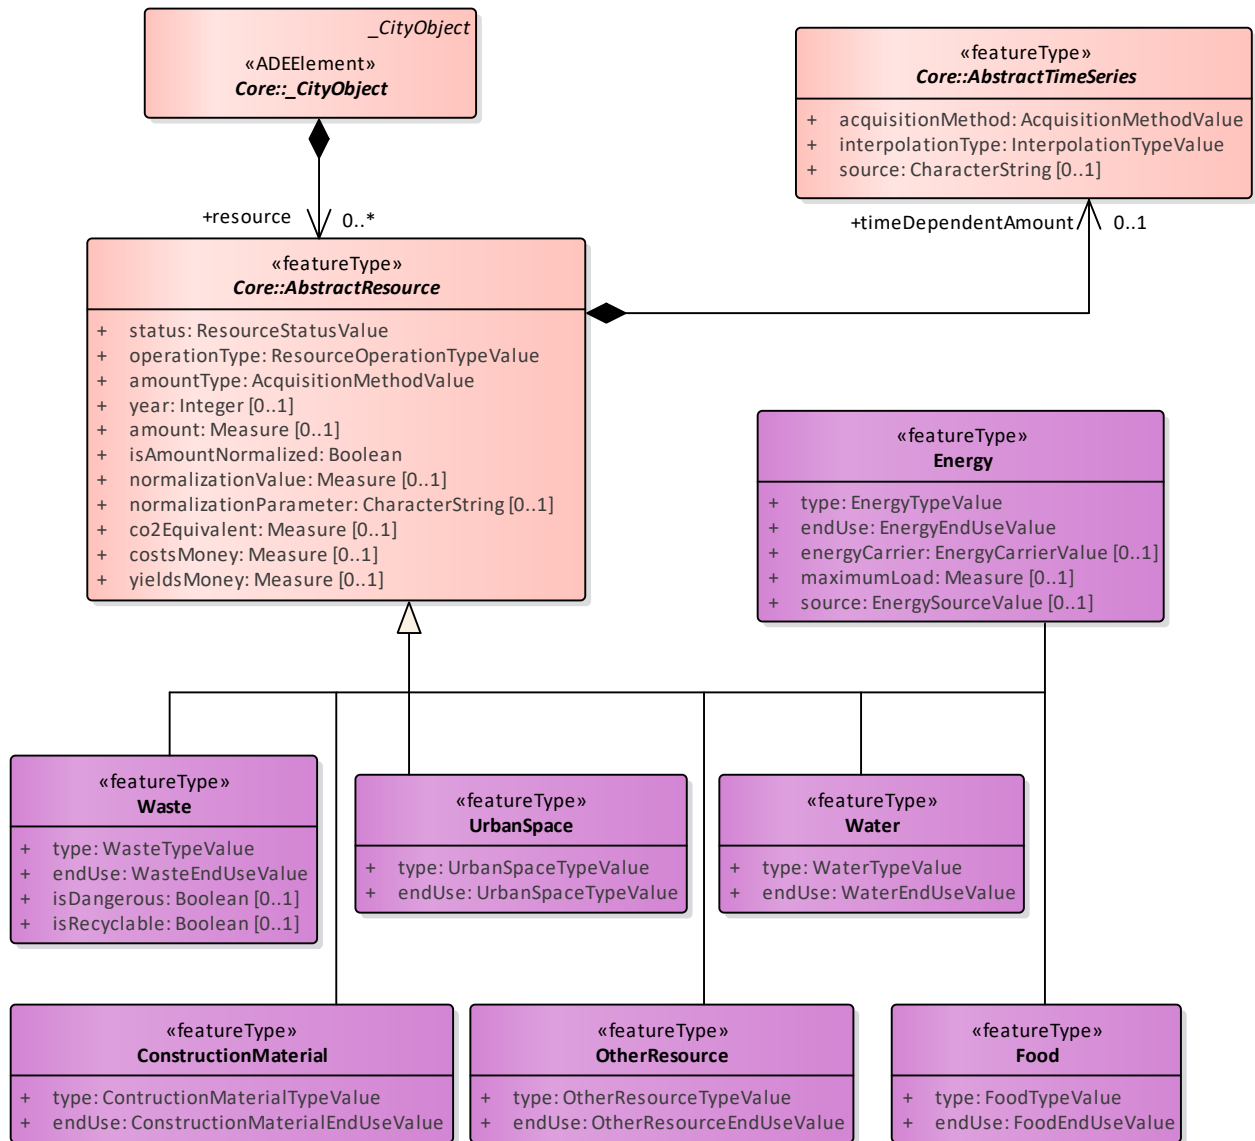 _CityObject
«ADEElement»
Core::_CityObject
«featureType»
Core::AbstractTimeSeries
+ acquisitionMethod: AcquisitionMethodValue
+ interpolationType: InterpolationTypeValue
+ source: CharacterString [0..1]
+resource 0..*
+timeDependentAmount 0..1
«featureType»
Core::AbstractResource
+ status: ResourceStatusValue
+ operationType: ResourceOperationTypeValue
+ amountType: AcquisitionMethodValue
+ year: Integer [0..1]
+ amount: Measure [0..1]
+ isAmountNormalized: Boolean
+ normalizationValue: Measure [0..1]
+ normalizationParameter: CharacterString [0..1]
+ co2Equivalent: Measure [0..1]
+ costsMoney: Measure [0..1]
+ yieldsMoney: Measure [0..1]
«featureType»
Energy
+ type: EnergyTypeValue
+ endUse: EnergyEndUseValue
+ energyCarrier: EnergyCarrierValue [0..1]
+ maximumLoad: Measure [0..1]
+ source: EnergySourceValue [0..1]
«featureType»
Waste
+ type: WasteTypeValue
+ endUse: WasteEndUseValue
+ isDangerous: Boolean [0..1]
+ isRecyclable: Boolean [0..1]
«featureType»
UrbanSpace
+ type: UrbanSpaceTypeValue
+ endUse: UrbanSpaceTypeValue
«featureType»
Water
+ type: WaterTypeValue
+ endUse: WaterEndUseValue
«featureType»
ConstructionMaterial
+ type: ContructionMaterialTypeValue
+ endUse: ConstructionMaterialEndUseValue
«featureType»
OtherResource
+ type: OtherResourceTypeValue
+ endUse: OtherResourceEndUseValue
«featureType»
Food
+ type: FoodTypeValue
+ endUse: FoodEndUseValue